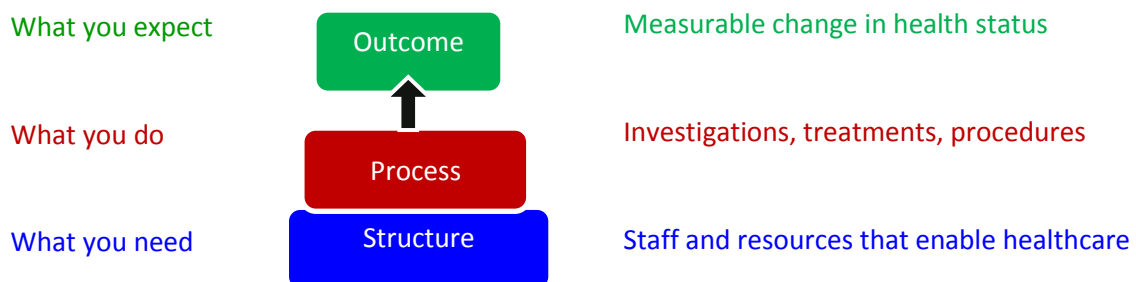 What you expect
Outcome
Measurable change in health status
What you do
Process
Investigations, treatments, procedures
What you need
Structure
Staff and resources that enable healthcare